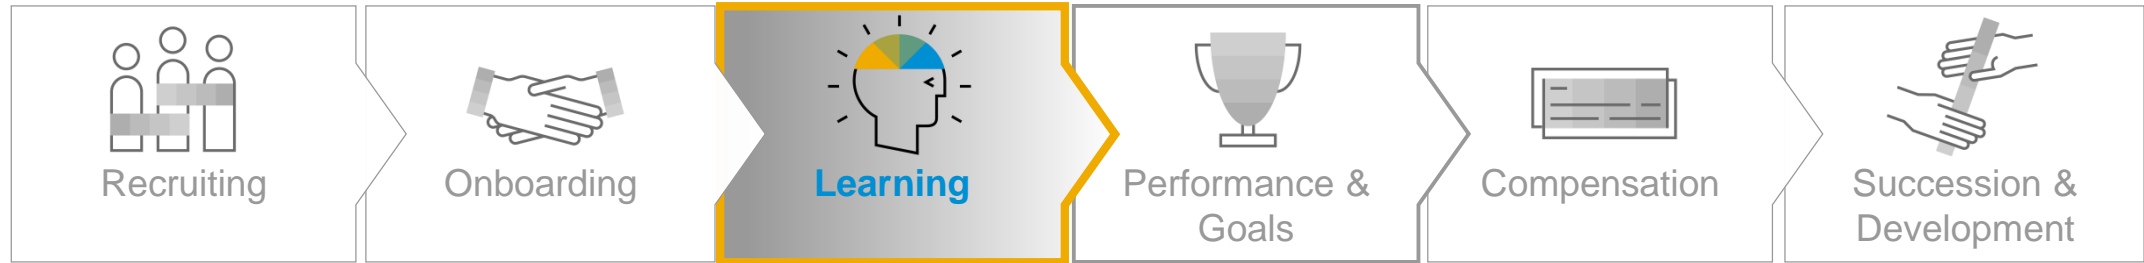 Recruiting
Onboarding
Learning
Performance &
Goals
Compensation
Succession &
Development